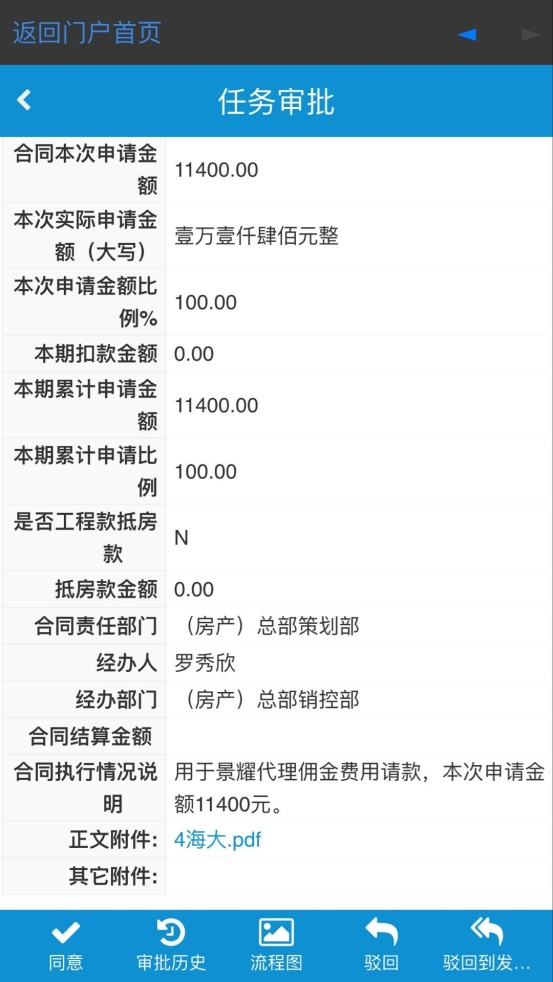 返回门户首页
任务审批
合同本次申请金
额
11400.00
本次实际申请金
额（大写）
壹万壹仟肆佰元整
本次申请金额比
例%
100.00
本期扣款金额
0.00
本期累计申请金
额
11400.00
本期累计申请比
例
100.00
是否工程款抵房
款
N
抵房款金额
0.00
合同责任部门
（房产）总部策划部
经办人
罗秀欣
经办部门
（房产）总部销控部
合同结算金额
合同执行情况说
明
用于景耀代理佣金费用请款，本次申请金
额11400元。
正文附件:
4海大.pdf
其它附件:
同意
审批历史
流程图
驳回
驳回到发...